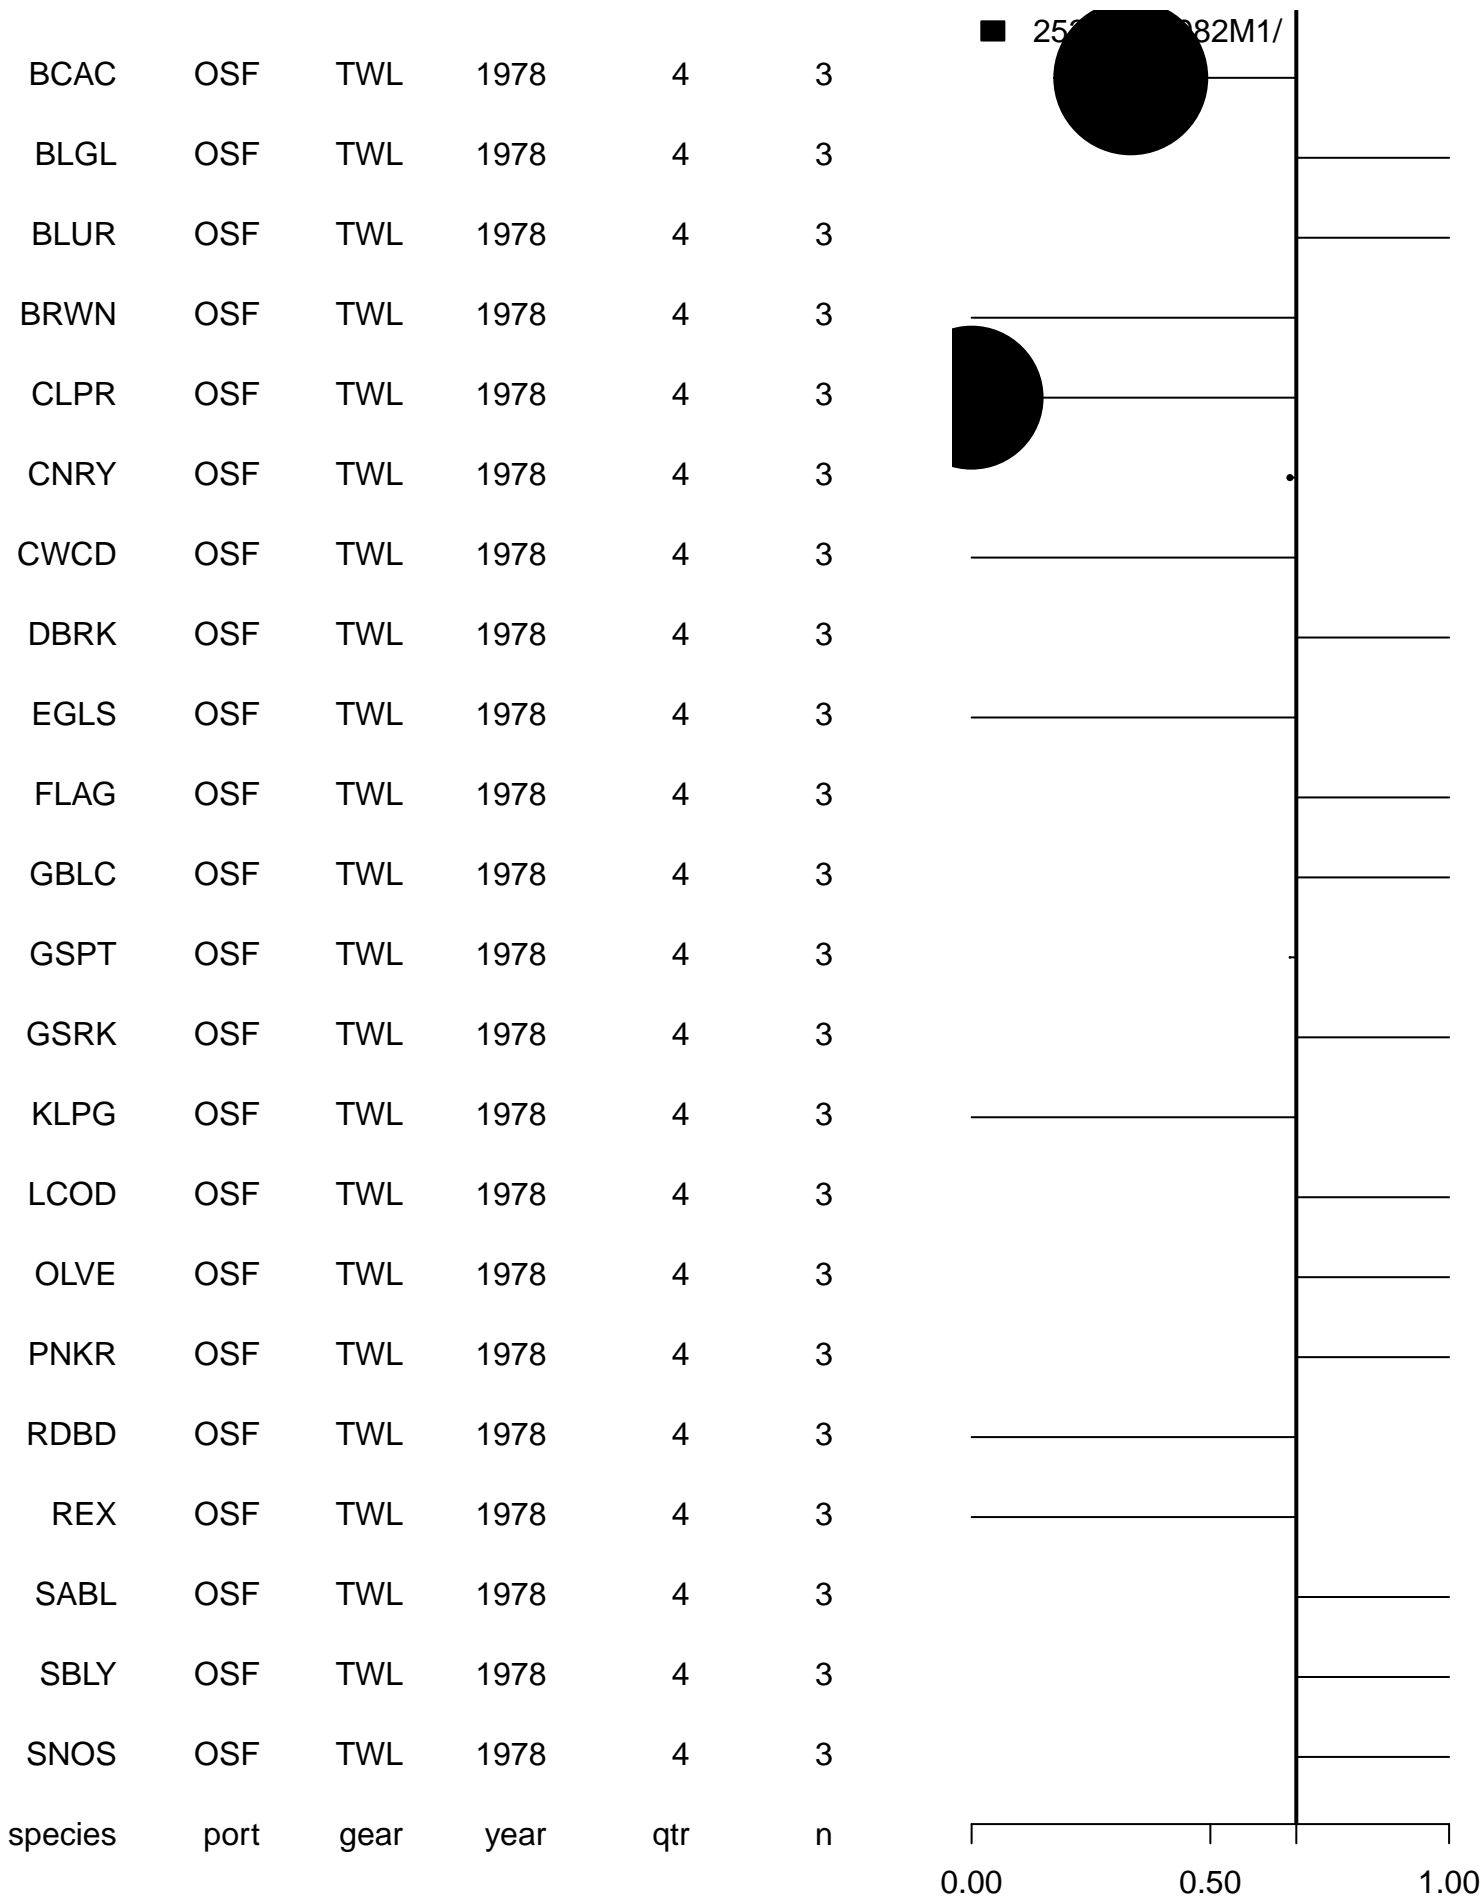 82M1/
BCAC OSF TWL 1978 4 3
BLGL OSF TWL 1978 4 3
BLUR OSF TWL 1978 4 3
BRWN OSF TWL 1978 4 3
CLPR OSF TWL 1978 4 3
CNRY OSF TWL 1978 4 3
CWCD OSF TWL 1978 4 3
DBRK OSF TWL 1978 4 3
EGLS OSF TWL 1978 4 3
FLAG OSF TWL 1978 4 3
GBLC OSF TWL 1978 4 3
GSPT OSF TWL 1978 4 3
GSRK OSF TWL 1978 4 3
KLPG OSF TWL 1978 4 3
LCOD OSF TWL 1978 4 3
OLVE OSF TWL 1978 4 3
PNKR OSF TWL 1978 4 3
RDBD OSF TWL 1978 4 3
REX OSF TWL 1978 4 3
SABL OSF TWL 1978 4 3
SBLY OSF TWL 1978 4 3
SNOS OSF TWL 1978 4 3
species port gear year qtr n
0.00 0.50 1.00